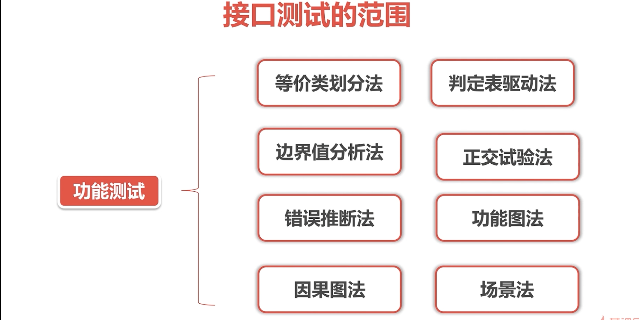 接口测试的范围
等价类划分法
判定表驱动法
边界值分析法
正交试验法
功能测试
错误推断法
功能图法
因果图法
场景法